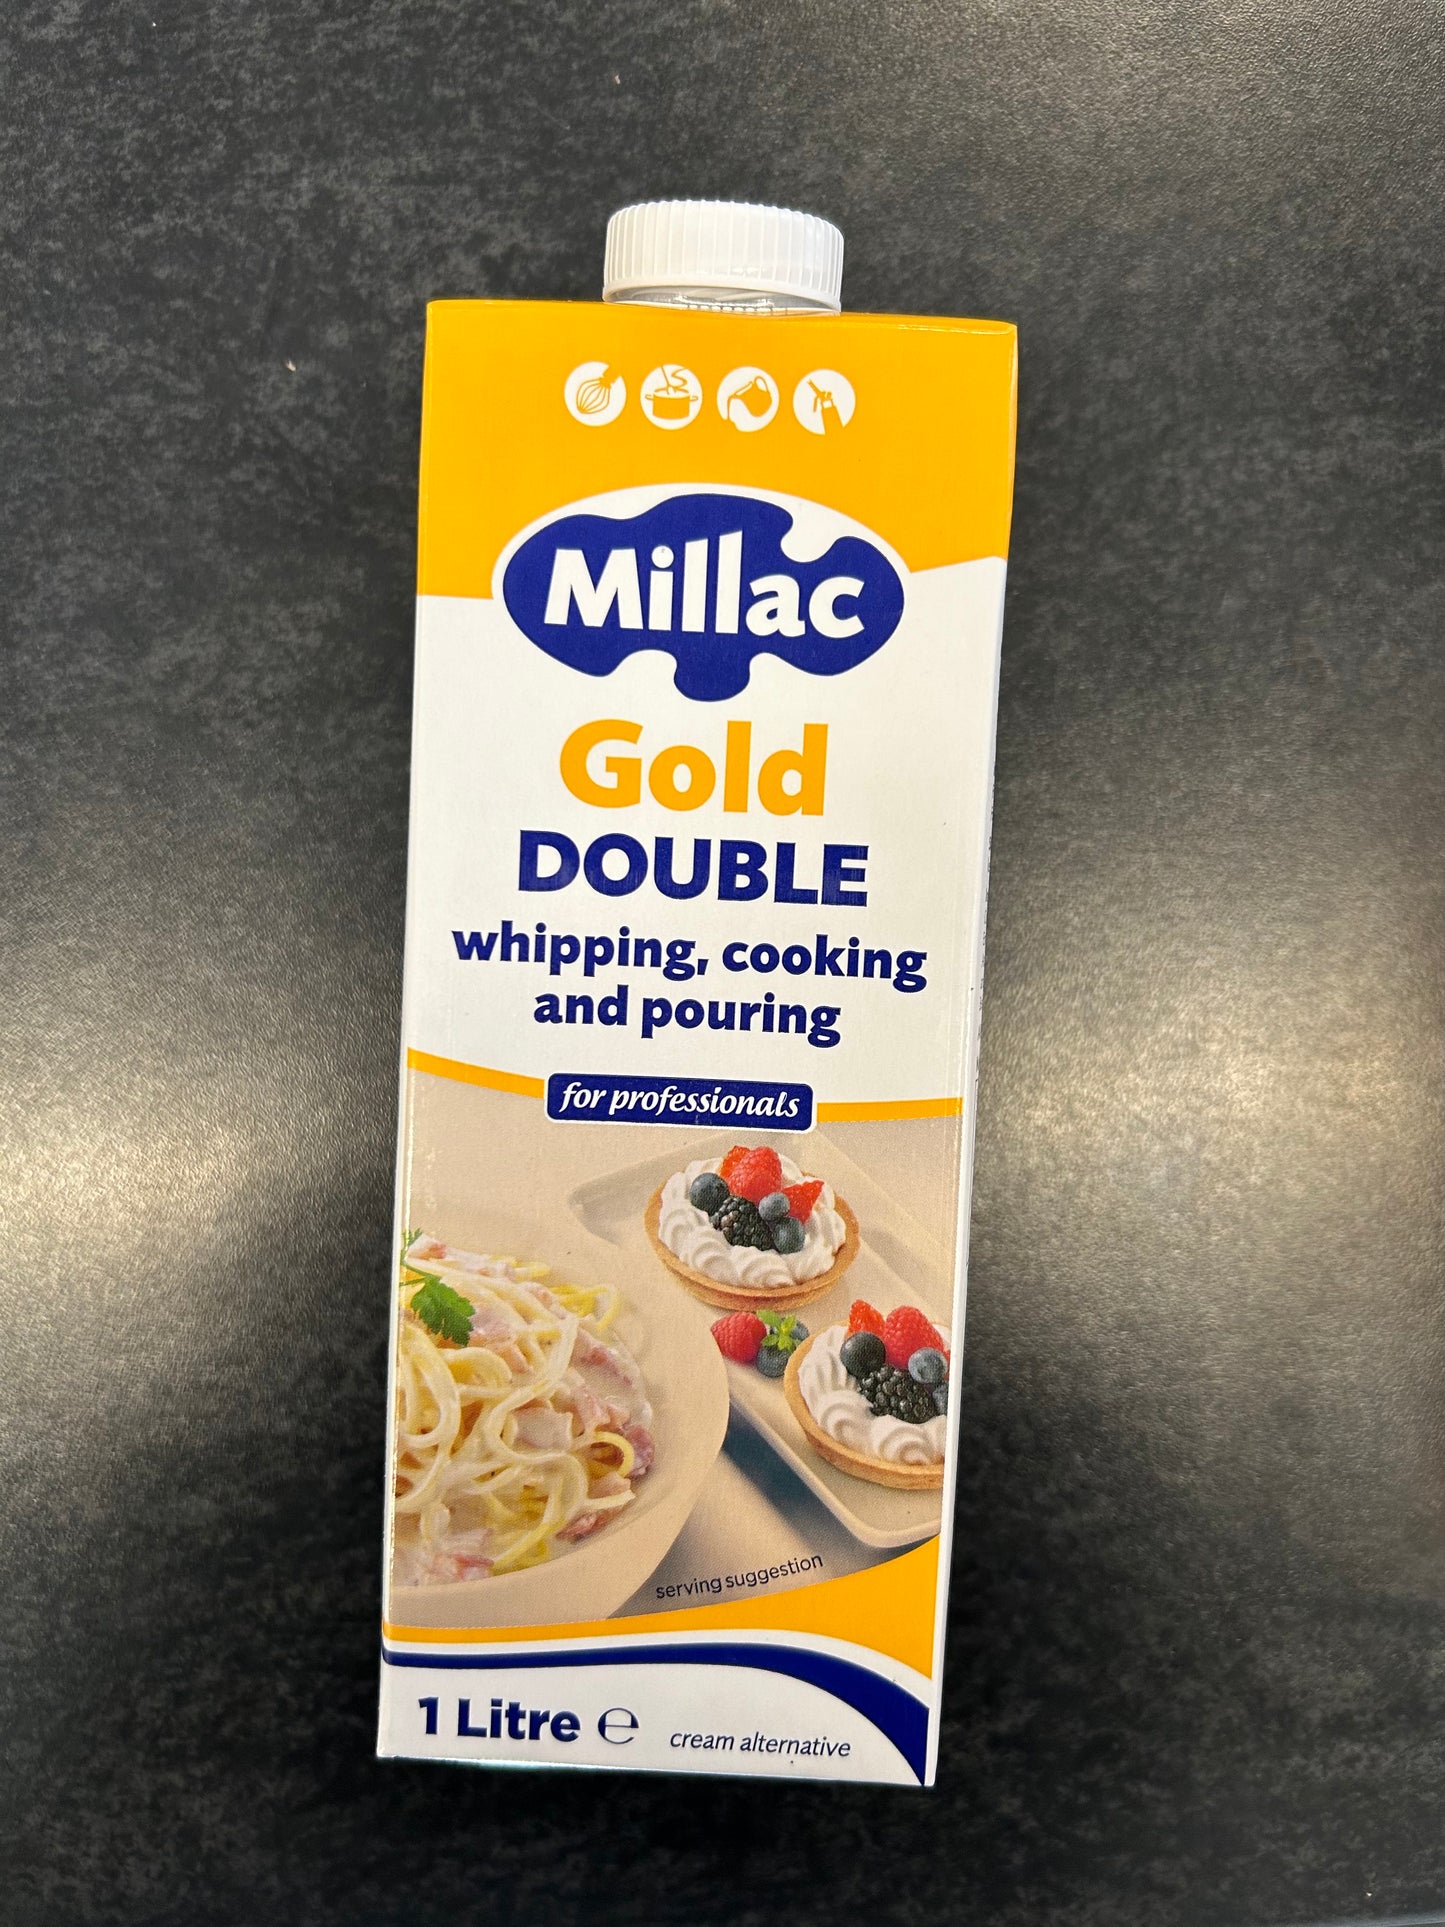 Millac
Gold
DOUBLE
whipping, cooking
and pouring
for professionals
serving suggestion
1 Litre ℮
cream alternative